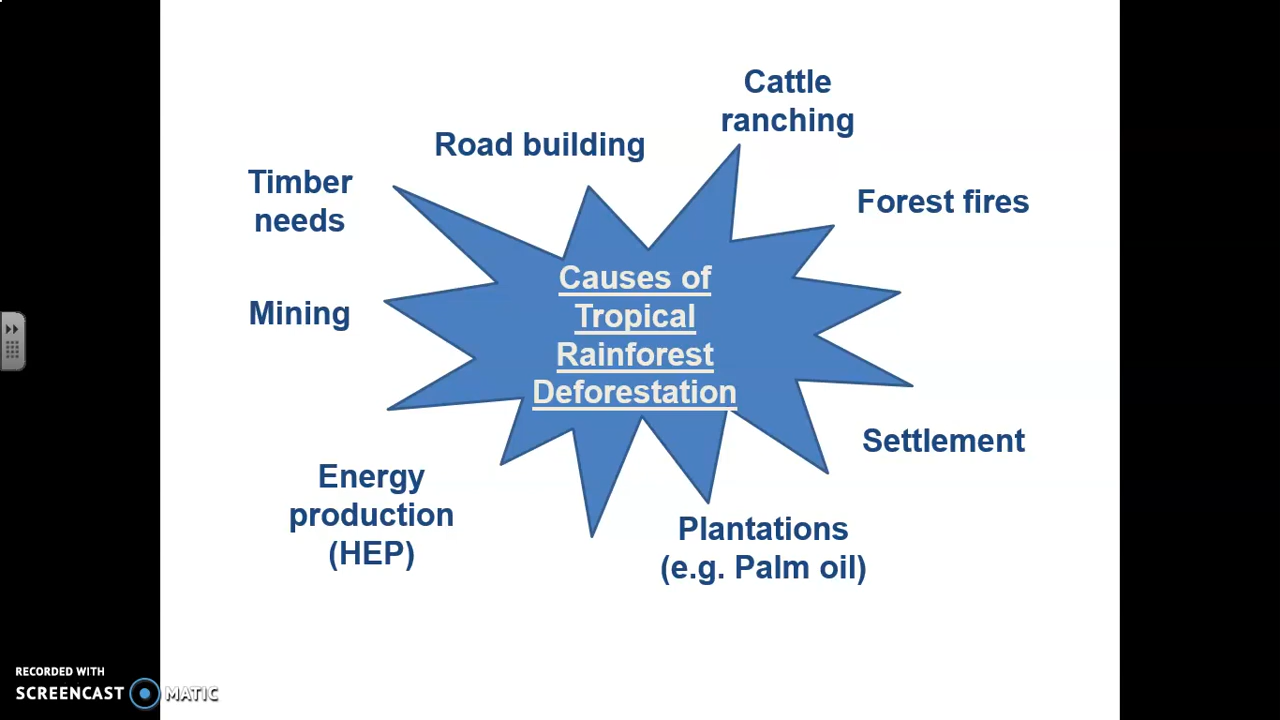 Cattle
ranching
Road building
Timber
needs
Forest fires
Causes of
Tropical
Rainforest
Deforestation
Mining
Settlement
Energy
production
(HEP)
Plantations
(e.g. Palm oil)
RECORDED WITH
SCREENCAST MATIC